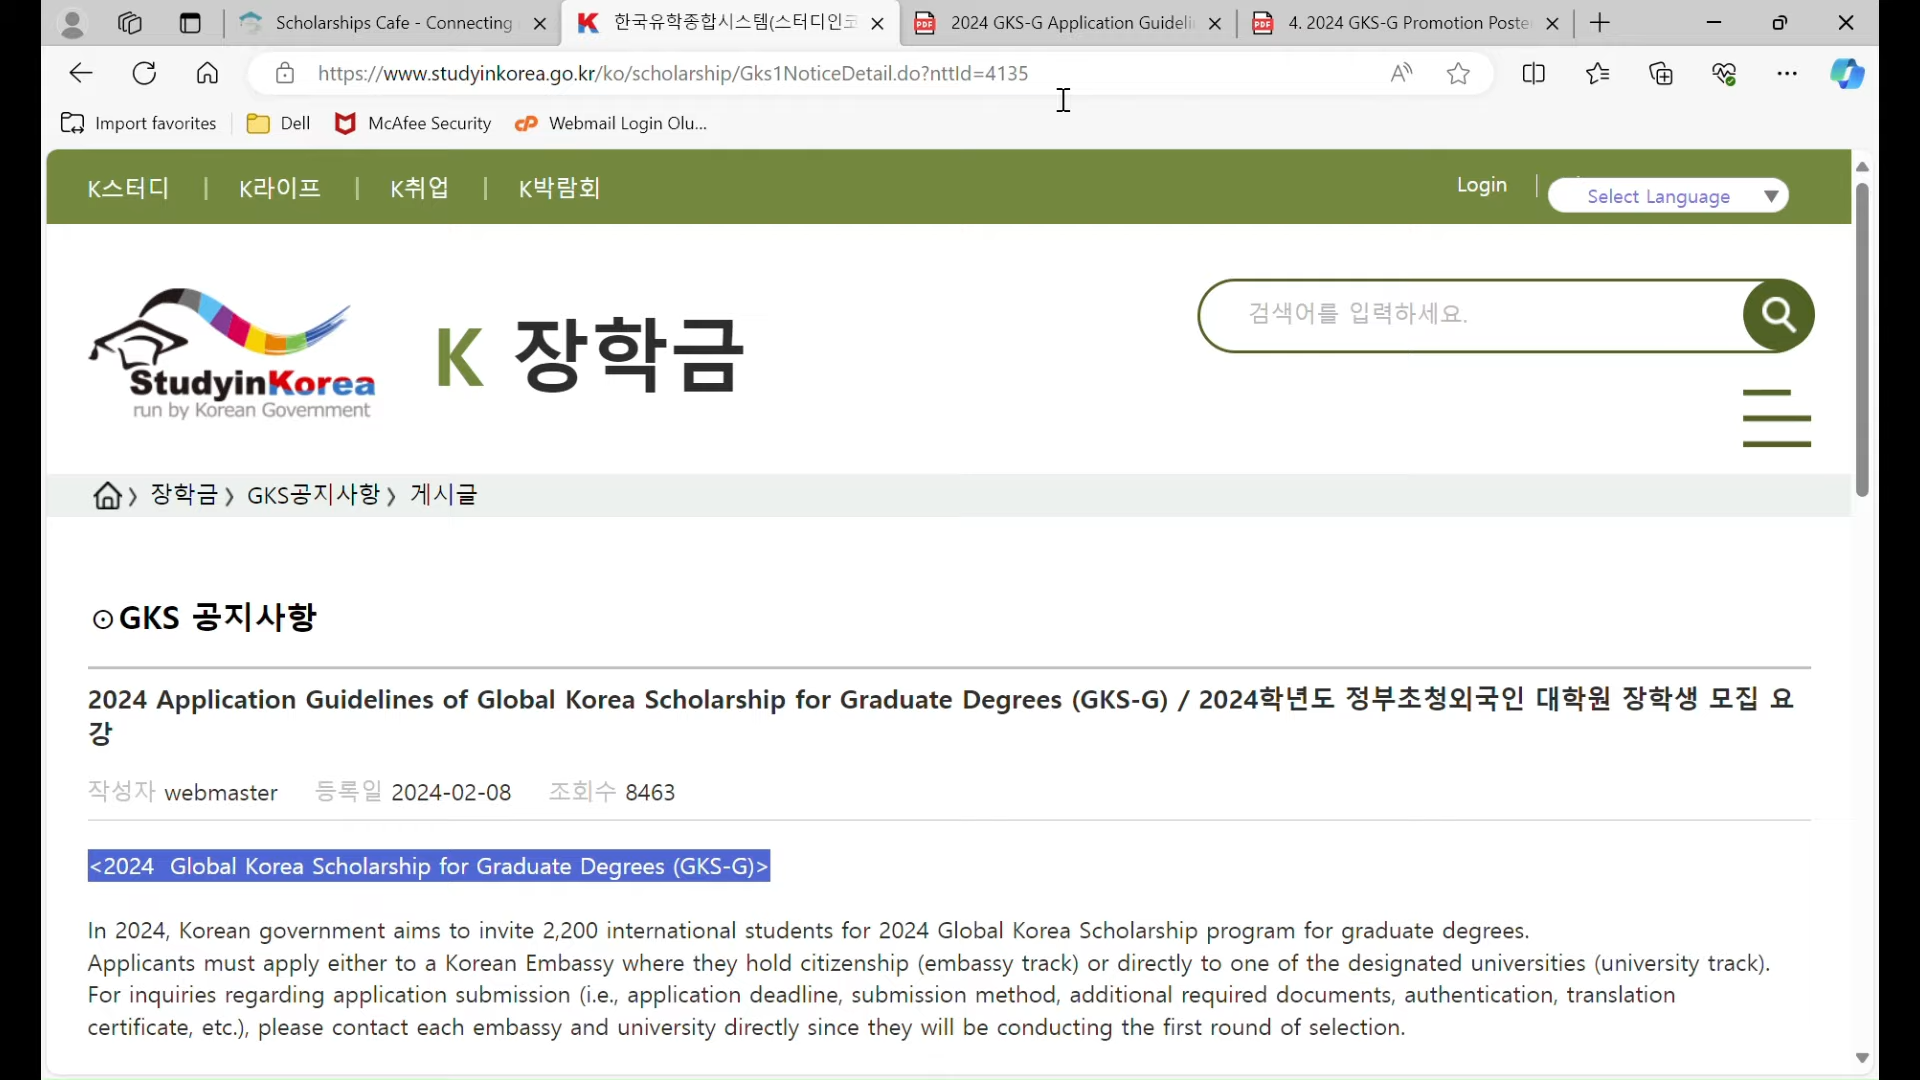 Scholarships Cafe - Connecting
한국유학종합시스템(스터디인코
2024 GKS-G Application Guideli
4. 2024 GKS-G Promotion Poste
https://www.studyinkorea.go.kr/ko/scholarship/Gks1NoticeDetail.do?nttId=4135
Import favorites
Dell
McAfee Security
Webmail Login Olu...
K스터디 | K라이프 | K취업 | K박람회
Login
Select Language
StudyinKorea
run by Korean Government
K 장학금
검색어를 입력하세요.
장학금 > GKS공지사항 > 게시글
GKS 공지사항
2024 Application Guidelines of Global Korea Scholarship for Graduate Degrees (GKS-G) / 2024학년도 정부초청외국인 대학원 장학생 모집 요
강
작성자 webmaster 등록일 2024-02-08 조회수 8463
<2024 Global Korea Scholarship for Graduate Degrees (GKS-G)>
In 2024, Korean government aims to invite 2,200 international students for 2024 Global Korea Scholarship program for graduate degrees.
Applicants must apply either to a Korean Embassy where they hold citizenship (embassy track) or directly to one of the designated universities (university track).
For inquiries regarding application submission (i.e., application deadline, submission method, additional required documents, authentication, translation
certificate, etc.), please contact each embassy and university directly since they will be conducting the first round of selection.